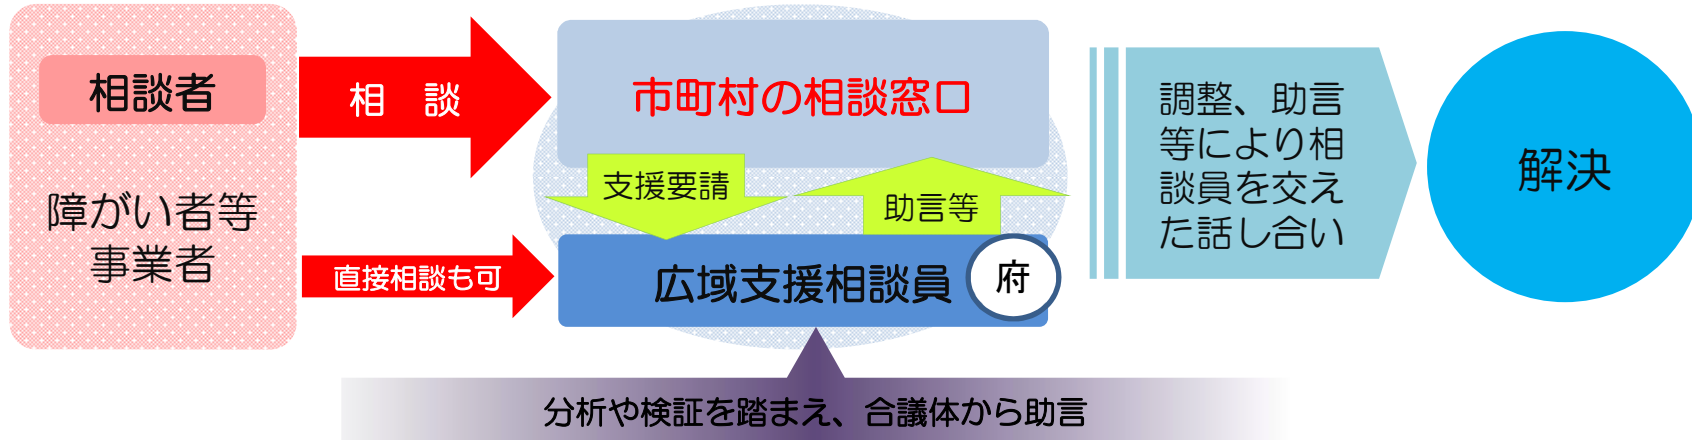 相談者
障がい者等
事業者
相　談
直接相談も可
市町村の相談窓口
支援要請
助言等
広域支援相談員
府
調整、助言
等により相
談員を交え
た話し合い
解決
分析や検証を踏まえ、合議体から助言